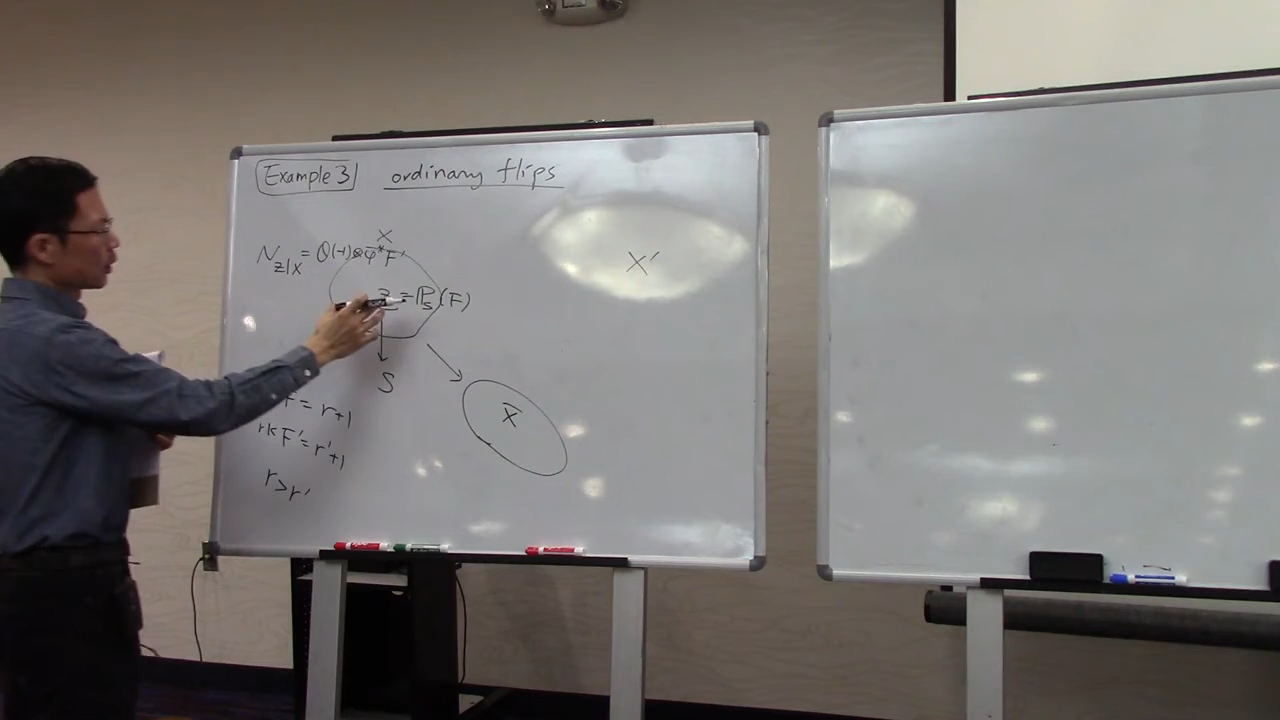 Example 3 ordinary flips
X
X'
N_{Z|X} = O(-1)⊗φ̄*F'
Z = ℙ_S(F)
S
X̄
F = r+1
rk F' = r'+1
r > r'